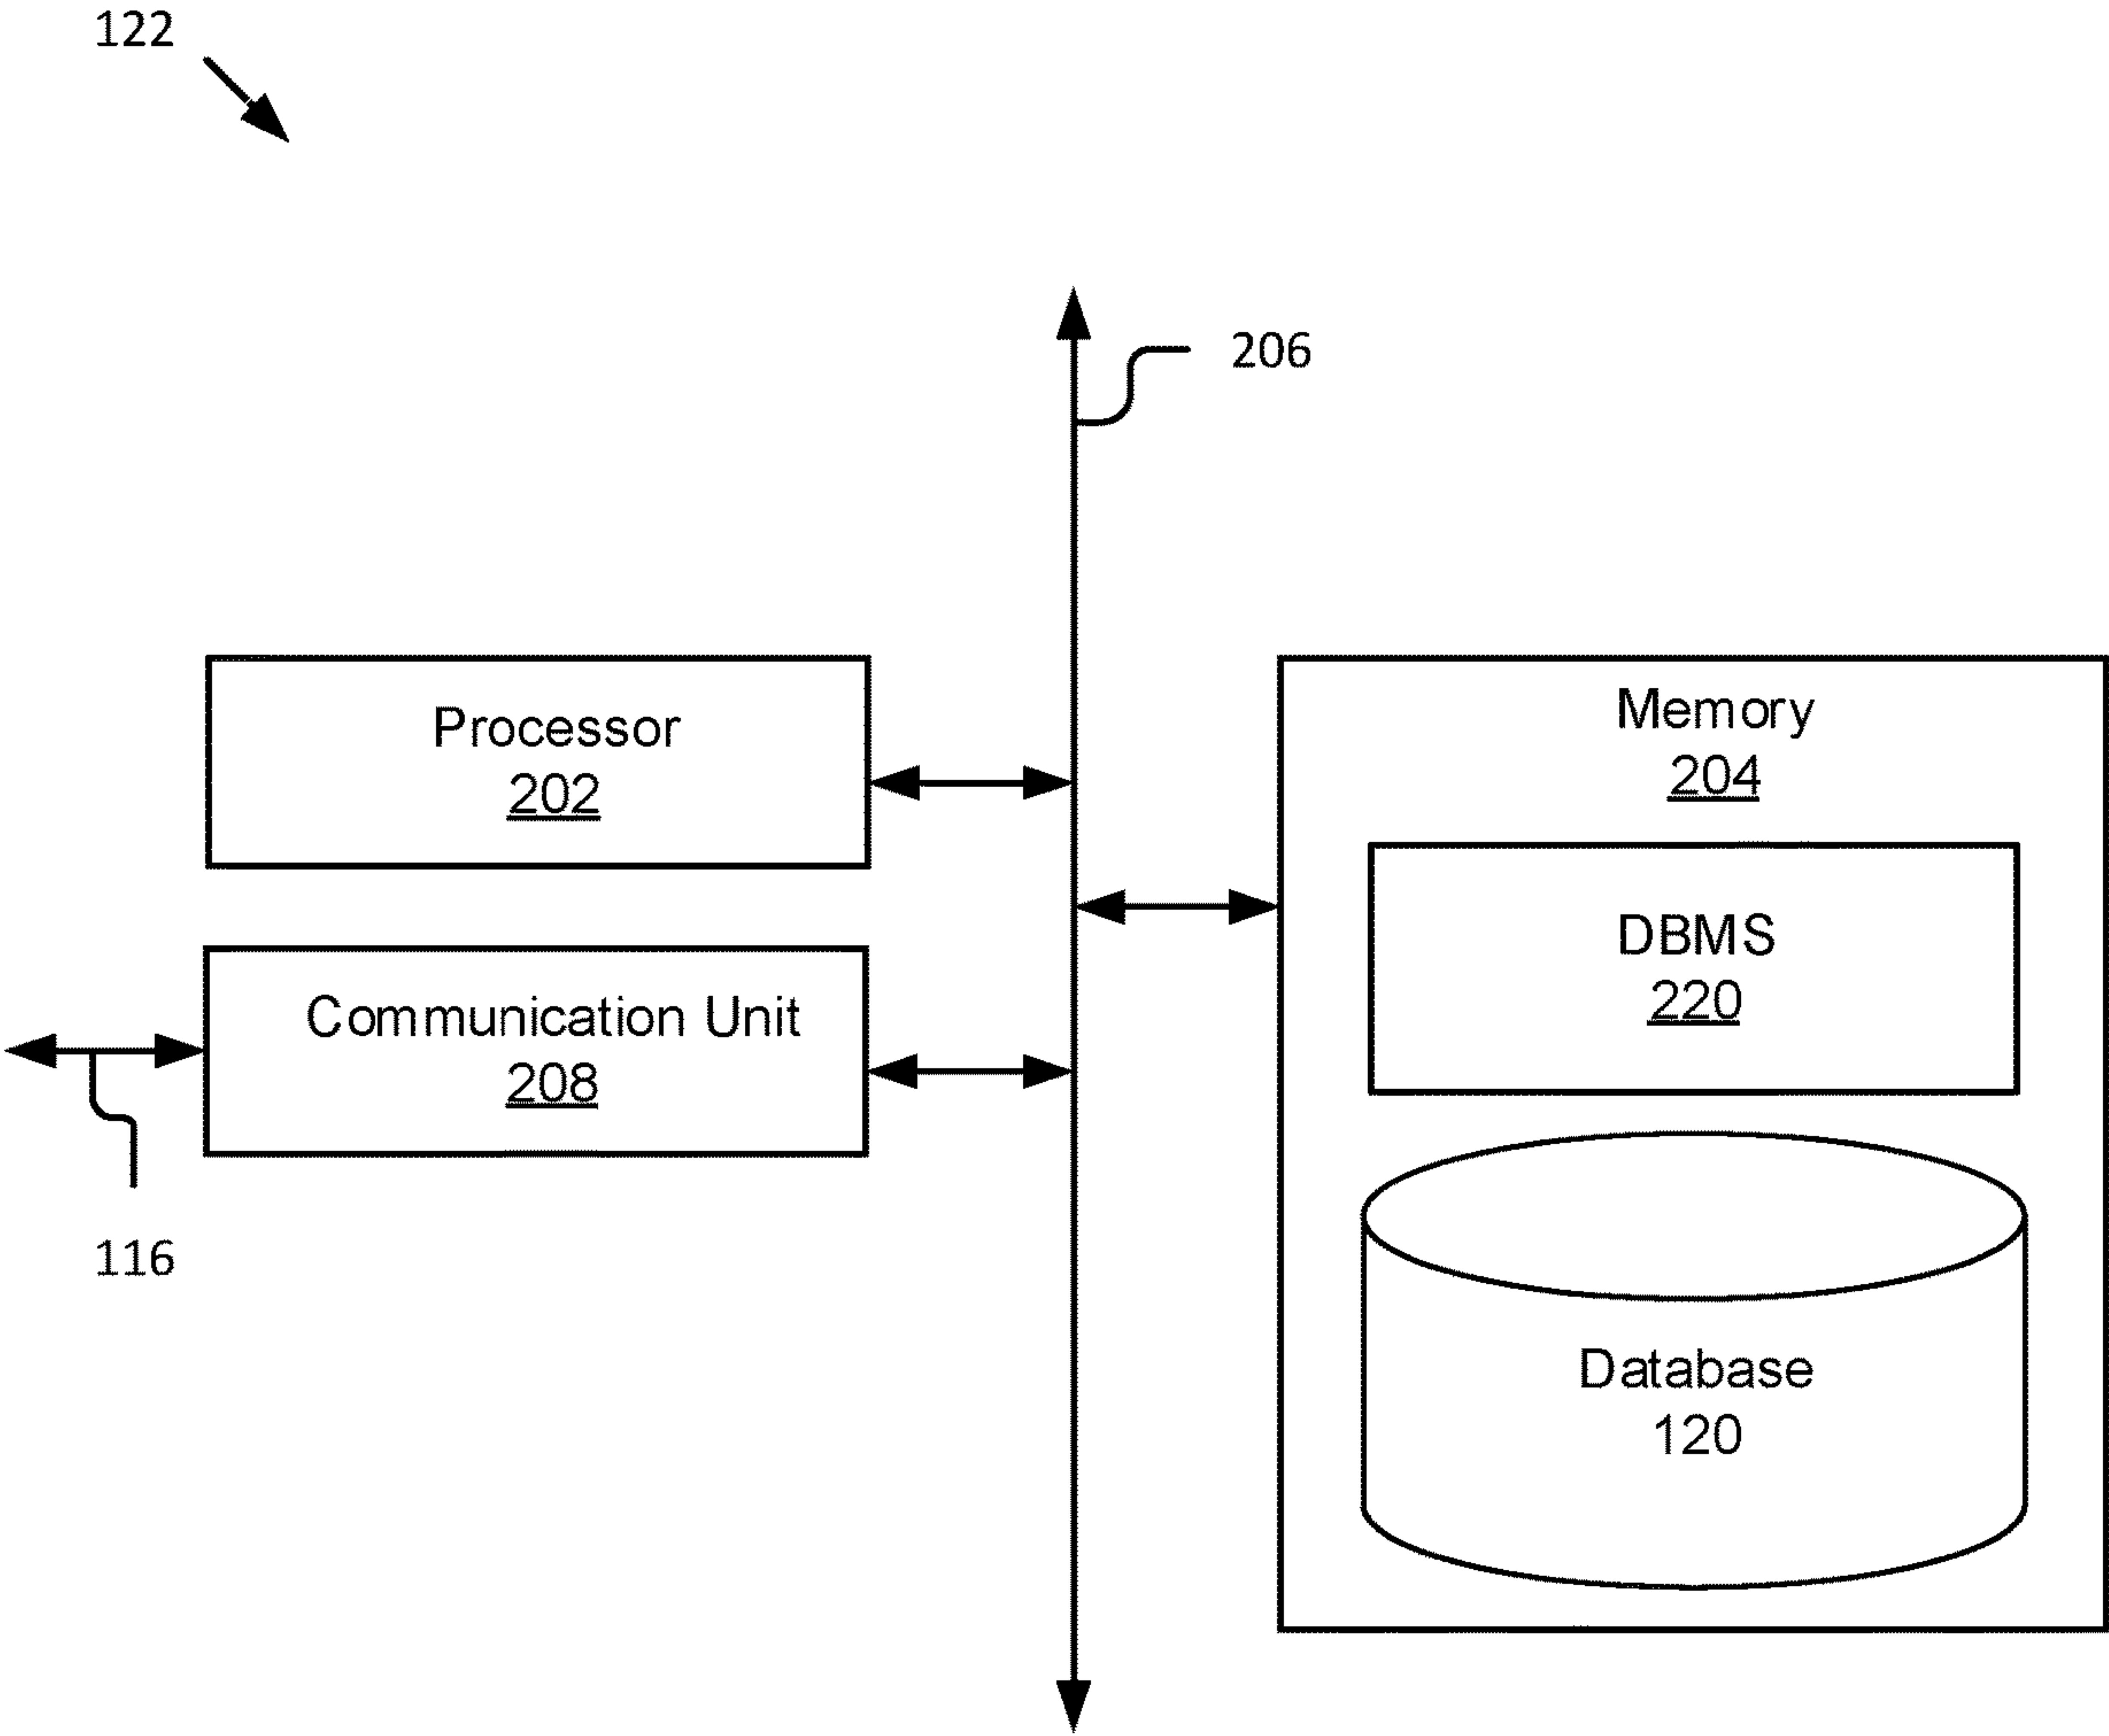 122
206
Processor
202
Memory
204
DBMS
220
Communication Unit
208
116
Database
120